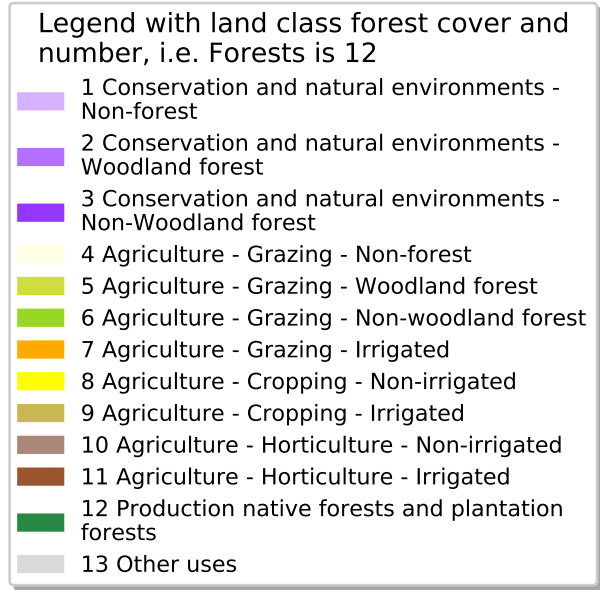 Legend with land class forest cover and
number, i.e. Forests is 12
1 Conservation and natural environments -
Non-forest
2 Conservation and natural environments -
Woodland forest
3 Conservation and natural environments -
Non-Woodland forest
4 Agriculture - Grazing - Non-forest
5 Agriculture - Grazing - Woodland forest
6 Agriculture - Grazing - Non-woodland forest
7 Agriculture - Grazing - Irrigated
8 Agriculture - Cropping - Non-irrigated
9 Agriculture - Cropping - Irrigated
10 Agriculture - Horticulture - Non-irrigated
11 Agriculture - Horticulture - Irrigated
12 Production native forests and plantation
forests
13 Other uses